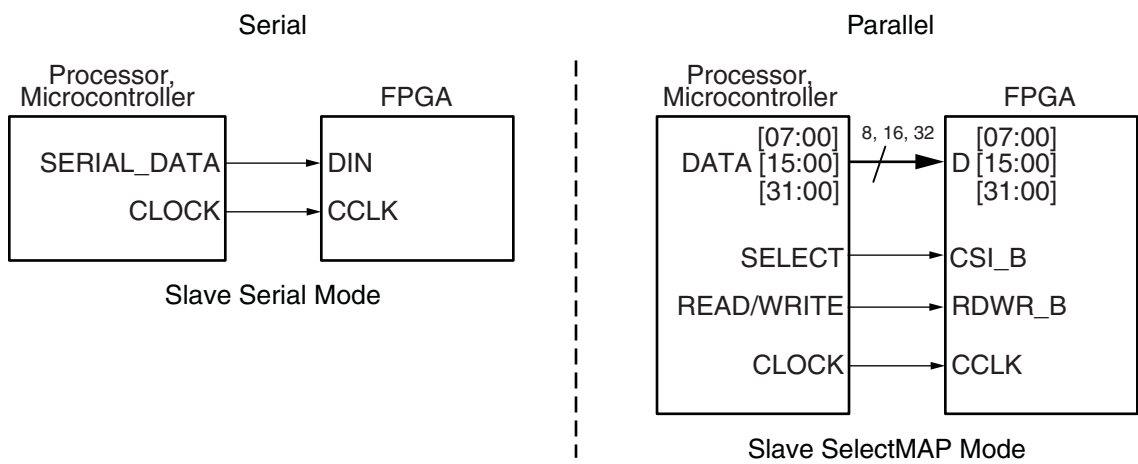 Serial
Processor,
Microcontroller
FPGA
SERIAL_DATA
DIN
CLOCK
CCLK
Slave Serial Mode
Parallel
Processor,
Microcontroller
FPGA
[07:00]
DATA [15:00]
[31:00]
8, 16, 32
[07:00]
D [15:00]
[31:00]
SELECT
CSI_B
READ/WRITE
RDWR_B
CLOCK
CCLK
Slave SelectMAP Mode